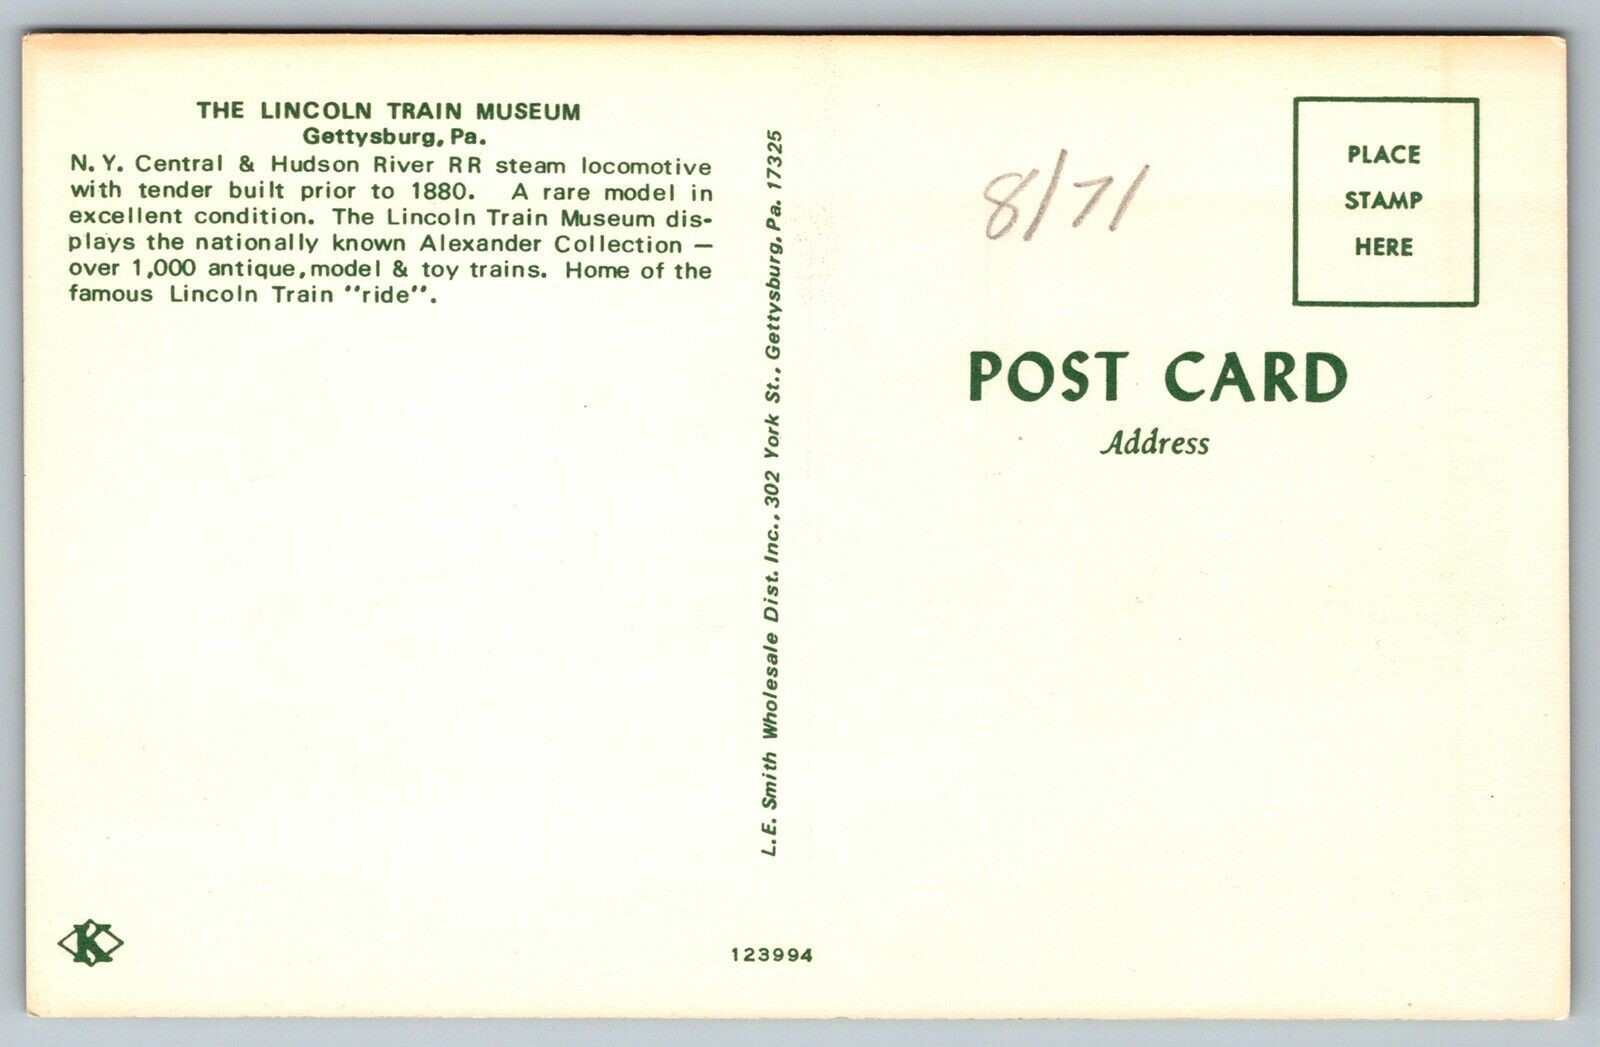 THE LINCOLN TRAIN MUSEUM
Gettysburg, Pa.
N. Y. Central & Hudson River RR steam locomotive
with tender built prior to 1880. A rare model in
excellent condition. The Lincoln Train Museum dis-
plays the nationally known Alexander Collection —
over 1,000 antique, model & toy trains. Home of the
famous Lincoln Train "ride".
L.E. Smith Wholesale Dist. Inc., 302 York St., Gettysburg, Pa. 17325
8/71
PLACE
STAMP
HERE
POST CARD
Address
K
123994